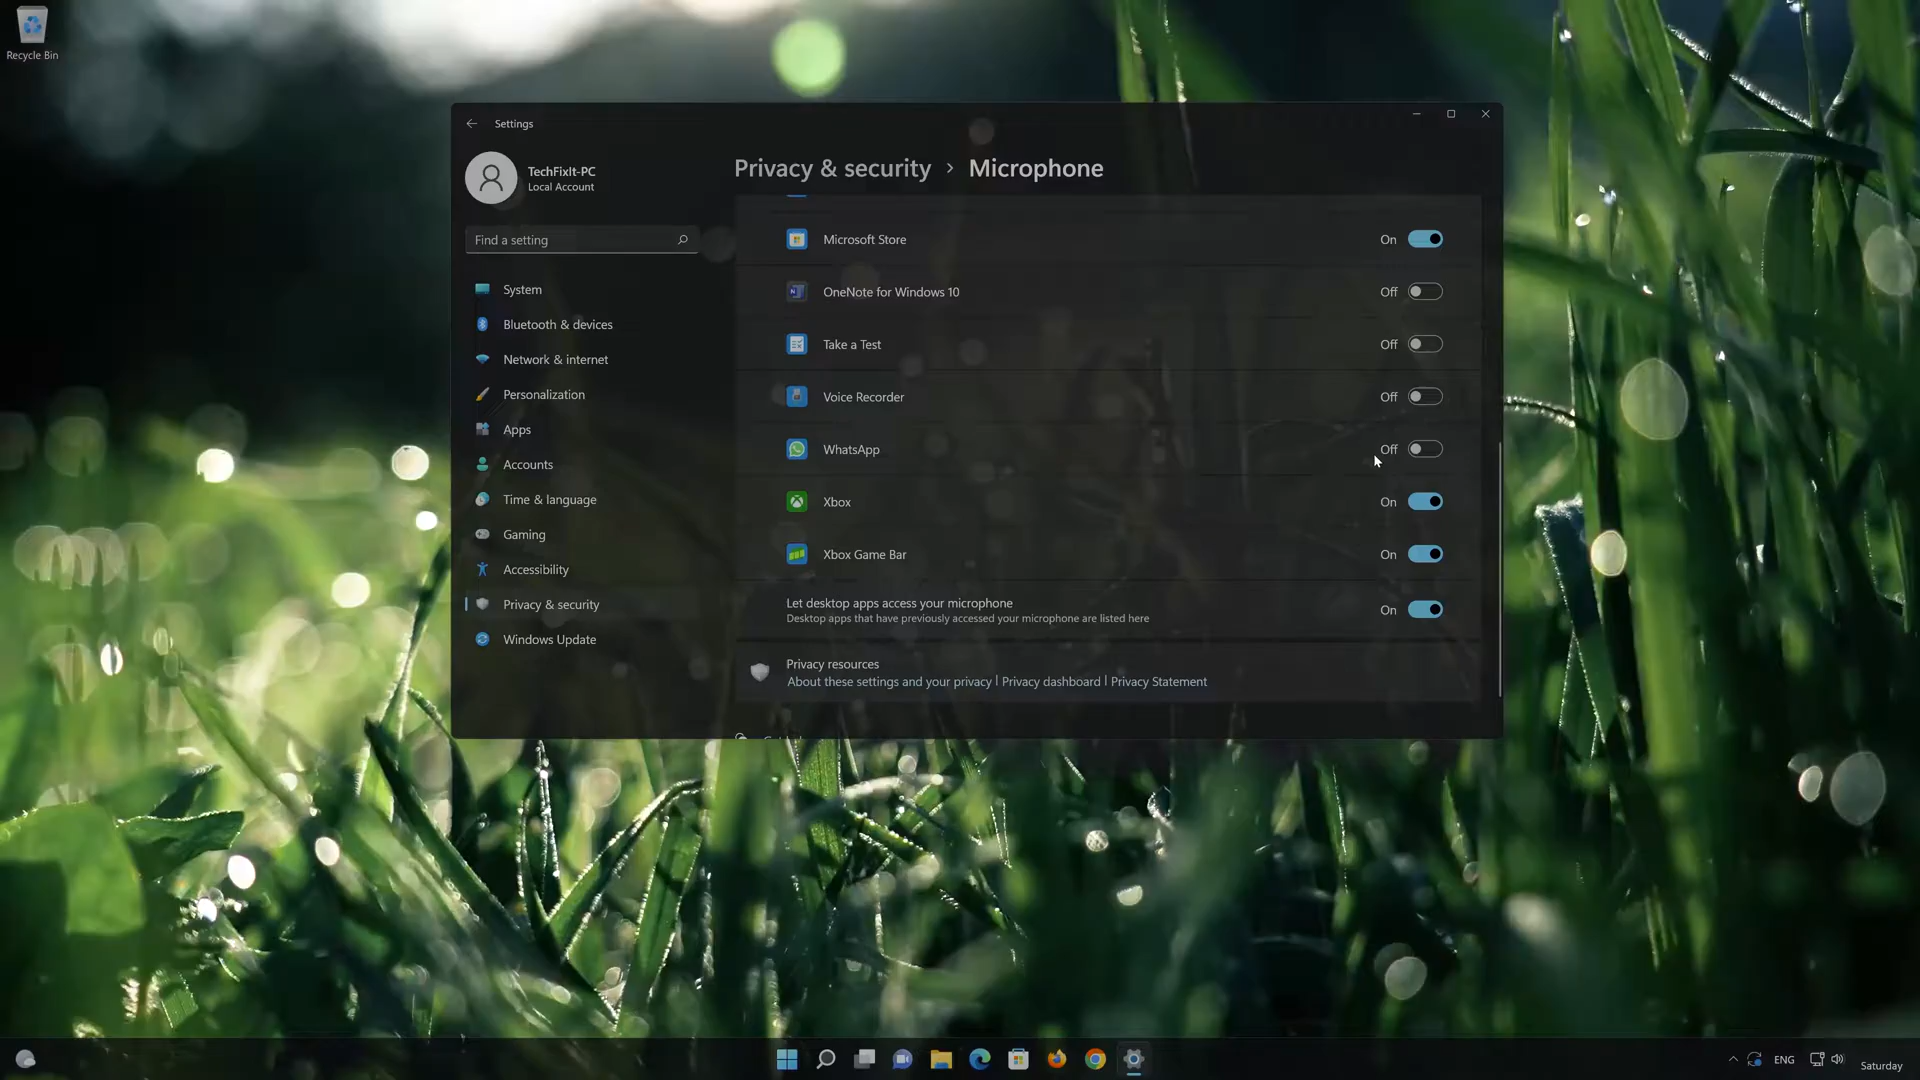 Recycle Bin
Settings
TechFixIt-PC
Local Account
Find a setting
System
Bluetooth & devices
Network & internet
Personalization
Apps
Accounts
Time & language
Gaming
Accessibility
Privacy & security
Windows Update
Privacy & security > Microphone
Microsoft Store On
OneNote for Windows 10 Off
Take a Test Off
Voice Recorder Off
WhatsApp Off
Xbox On
Xbox Game Bar On
Let desktop apps access your microphone On
Desktop apps that have previously accessed your microphone are listed here
Privacy resources
About these settings and your privacy | Privacy dashboard | Privacy Statement
ENG
Saturday